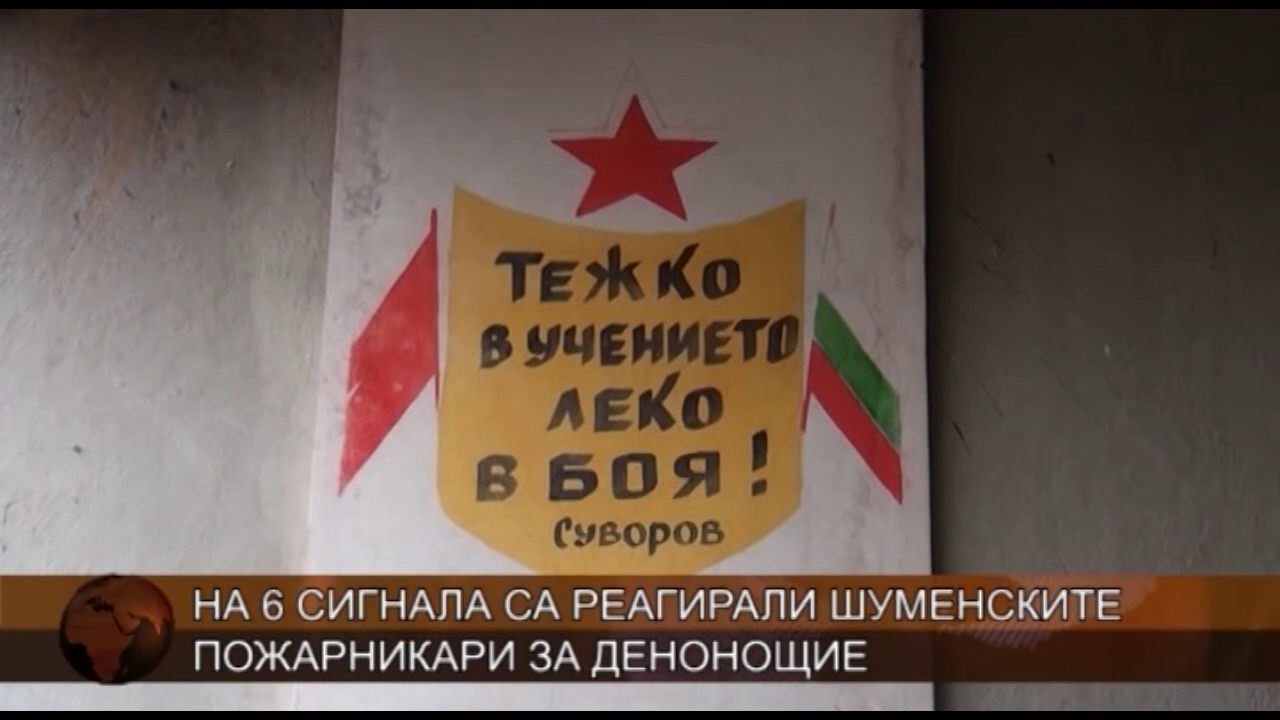 ТЕЖКО
В УЧЕНИЕТО
ЛЕКО
В БОЯ!
Суворов
НА 6 СИГНАЛА СА РЕАГИРАЛИ ШУМЕНСКИТЕ
ПОЖАРНИКАРИ ЗА ДЕНОНОЩИЕ